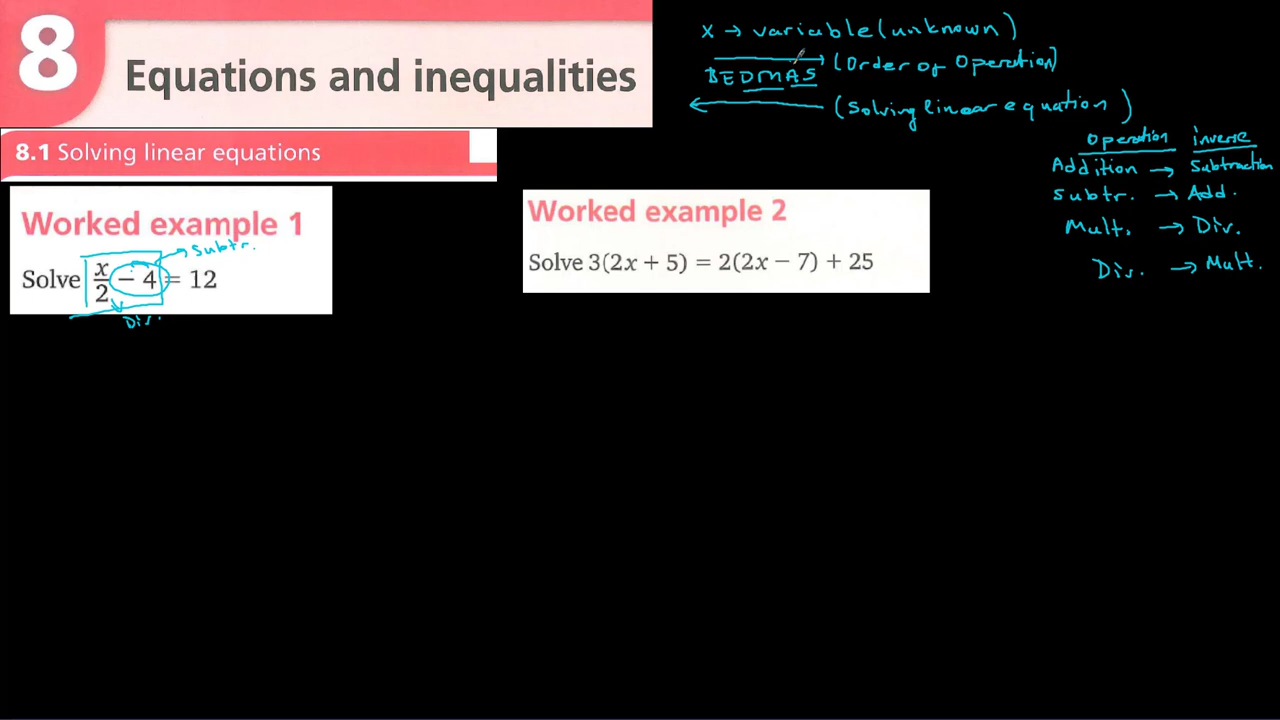 8
Equations and inequalities
8.1 Solving linear equations
x → variable (unknown)
BEDMAS (Order of Operation)
(Solving linear equation)
Operation Inverse
Addition → Subtraction
Subtr. → Add.
Mult. → Div.
Div. → Mult.
Worked example 1
Subtr.
Solve x/2 − 4 = 12
Div.
Worked example 2
Solve 3(2x + 5) = 2(2x − 7) + 25